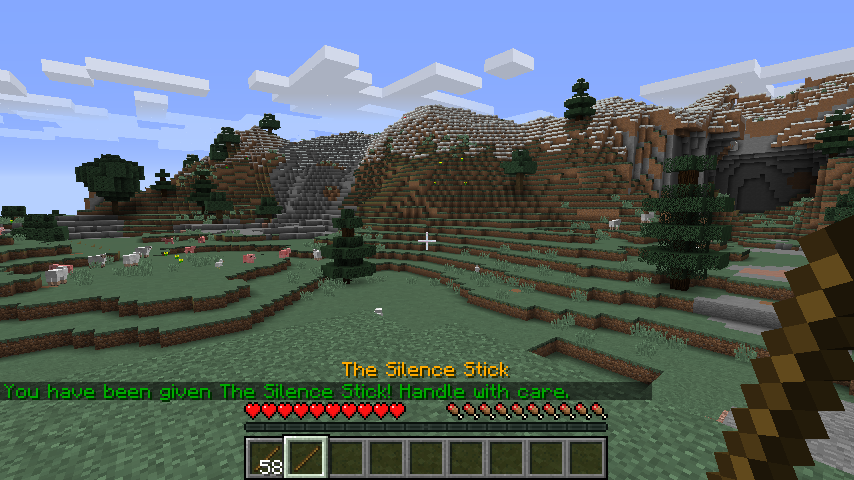 The Silence Stick
You have been given The Silence Stick! Handle with care.
58